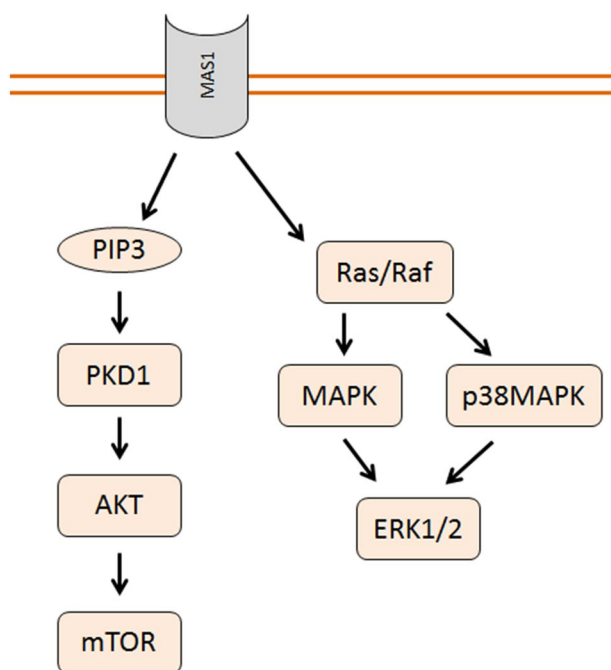 MAS1
PIP3
Ras/Raf
PKD1
MAPK
p38MAPK
AKT
ERK1/2
mTOR